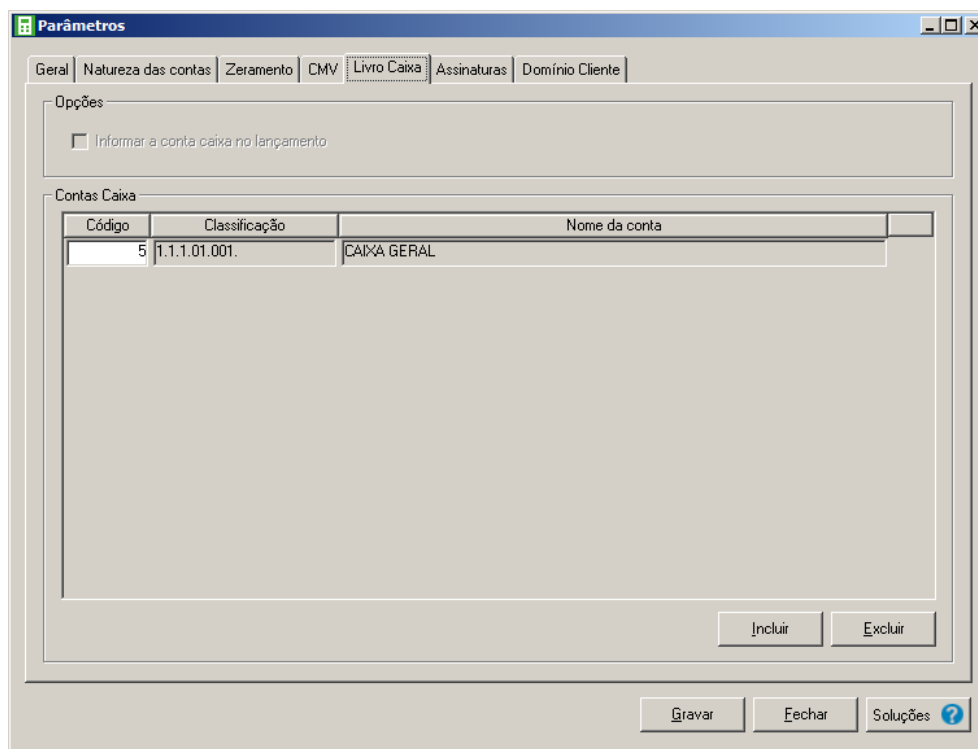 Parâmetros
Geral Natureza das contas Zeramento CMV Livro Caixa Assinaturas Domínio Cliente
Opções
Informar a conta caixa no lançamento
Contas Caixa
Código Classificação Nome da conta
5 1.1.1.01.001. CAIXA GERAL
Incluir Excluir
Gravar Fechar Soluções ?